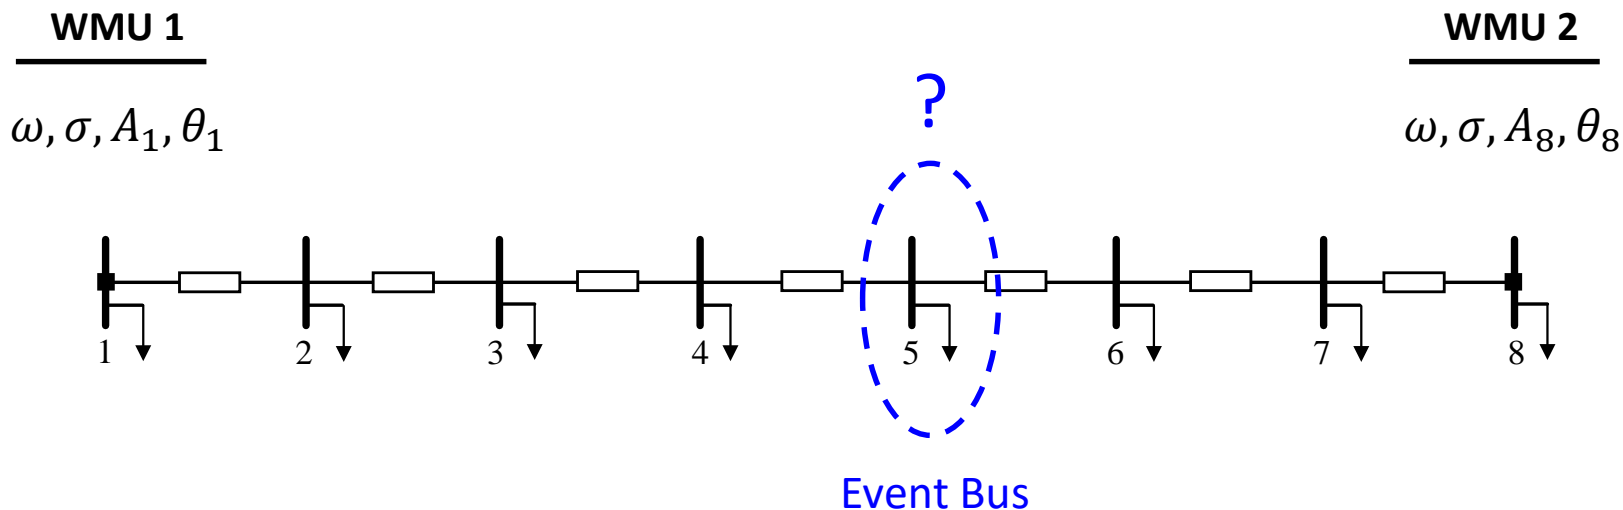 WMU 1
WMU 2
ω, σ, A₁, θ₁
?
ω, σ, A₈, θ₈
1 2 3 4 5 6 7 8
Event Bus